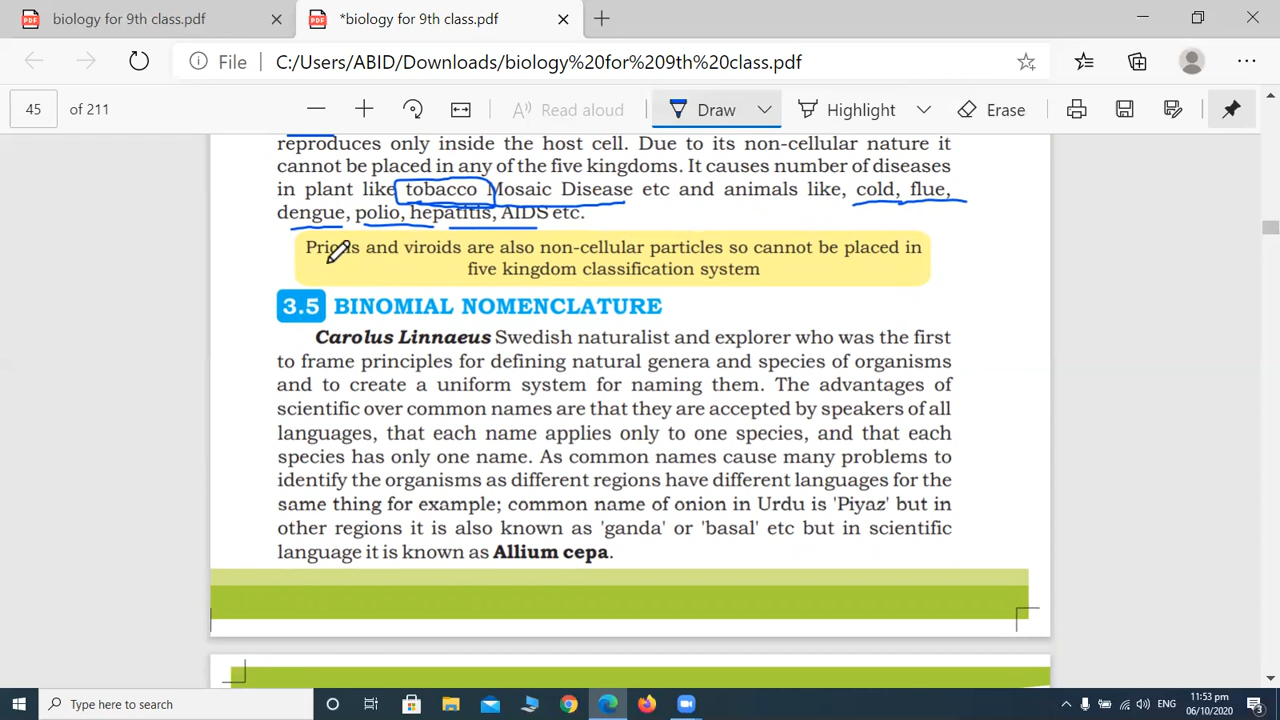 biology for 9th class.pdf
*biology for 9th class.pdf
File C:/Users/ABID/Downloads/biology%20for%209th%20class.pdf
45 of 211
Read aloud Draw Highlight Erase
reproduces only inside the host cell. Due to its non-cellular nature it
cannot be placed in any of the five kingdoms. It causes number of diseases
in plant like tobacco Mosaic Disease etc and animals like, cold, flue,
dengue, polio, hepatitis, AIDS etc.
and viroids are also non-cellular particles so cannot be placed in
five kingdom classification system
3.5 BINOMIAL NOMENCLATURE
Carolus Linnaeus Swedish naturalist and explorer who was the first
to frame principles for defining natural genera and species of organisms
and to create a uniform system for naming them. The advantages of
scientific over common names are that they are accepted by speakers of all
languages, that each name applies only to one species, and that each
species has only one name. As common names cause many problems to
identify the organisms as different regions have different languages for the
same thing for example; common name of onion in Urdu is 'Piyaz' but in
other regions it is also known as 'ganda' or 'basal' etc but in scientific
language it is known as Allium cepa.
Type here to search
11:53 pm
06/10/2020
3